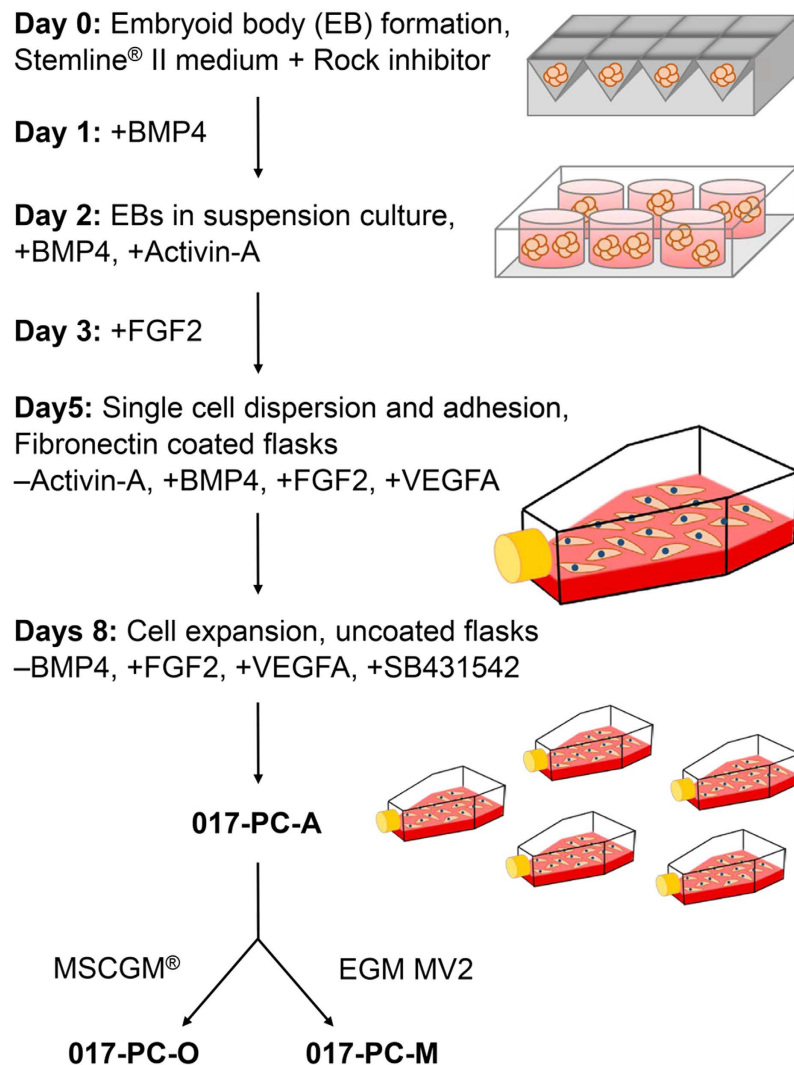 Day 0: Embryoid body (EB) formation,
Stemline® II medium + Rock inhibitor
Day 1: +BMP4
Day 2: EBs in suspension culture,
+BMP4, +Activin-A
Day 3: +FGF2
Day5: Single cell dispersion and adhesion,
Fibronectin coated flasks
–Activin-A, +BMP4, +FGF2, +VEGFA
Days 8: Cell expansion, uncoated flasks
–BMP4, +FGF2, +VEGFA, +SB431542
017-PC-A
MSCGM®
EGM MV2
017-PC-O
017-PC-M